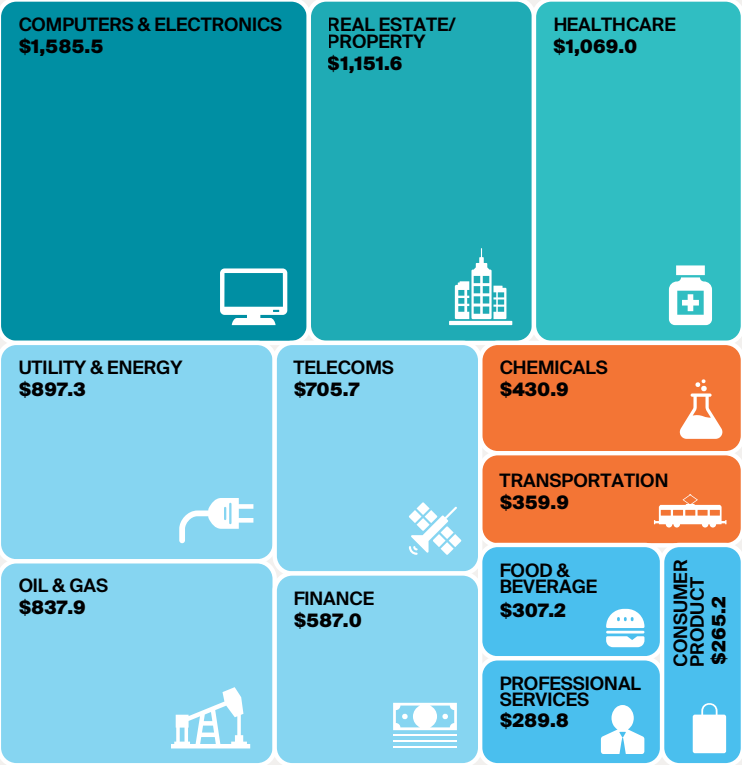 COMPUTERS & ELECTRONICS
$1,585.5
REAL ESTATE/
PROPERTY
$1,151.6
HEALTHCARE
$1,069.0
UTILITY & ENERGY
$897.3
TELECOMS
$705.7
CHEMICALS
$430.9
TRANSPORTATION
$359.9
OIL & GAS
$837.9
FINANCE
$587.0
FOOD &
BEVERAGE
$307.2
CONSUMER
PRODUCT
$265.2
PROFESSIONAL
SERVICES
$289.8